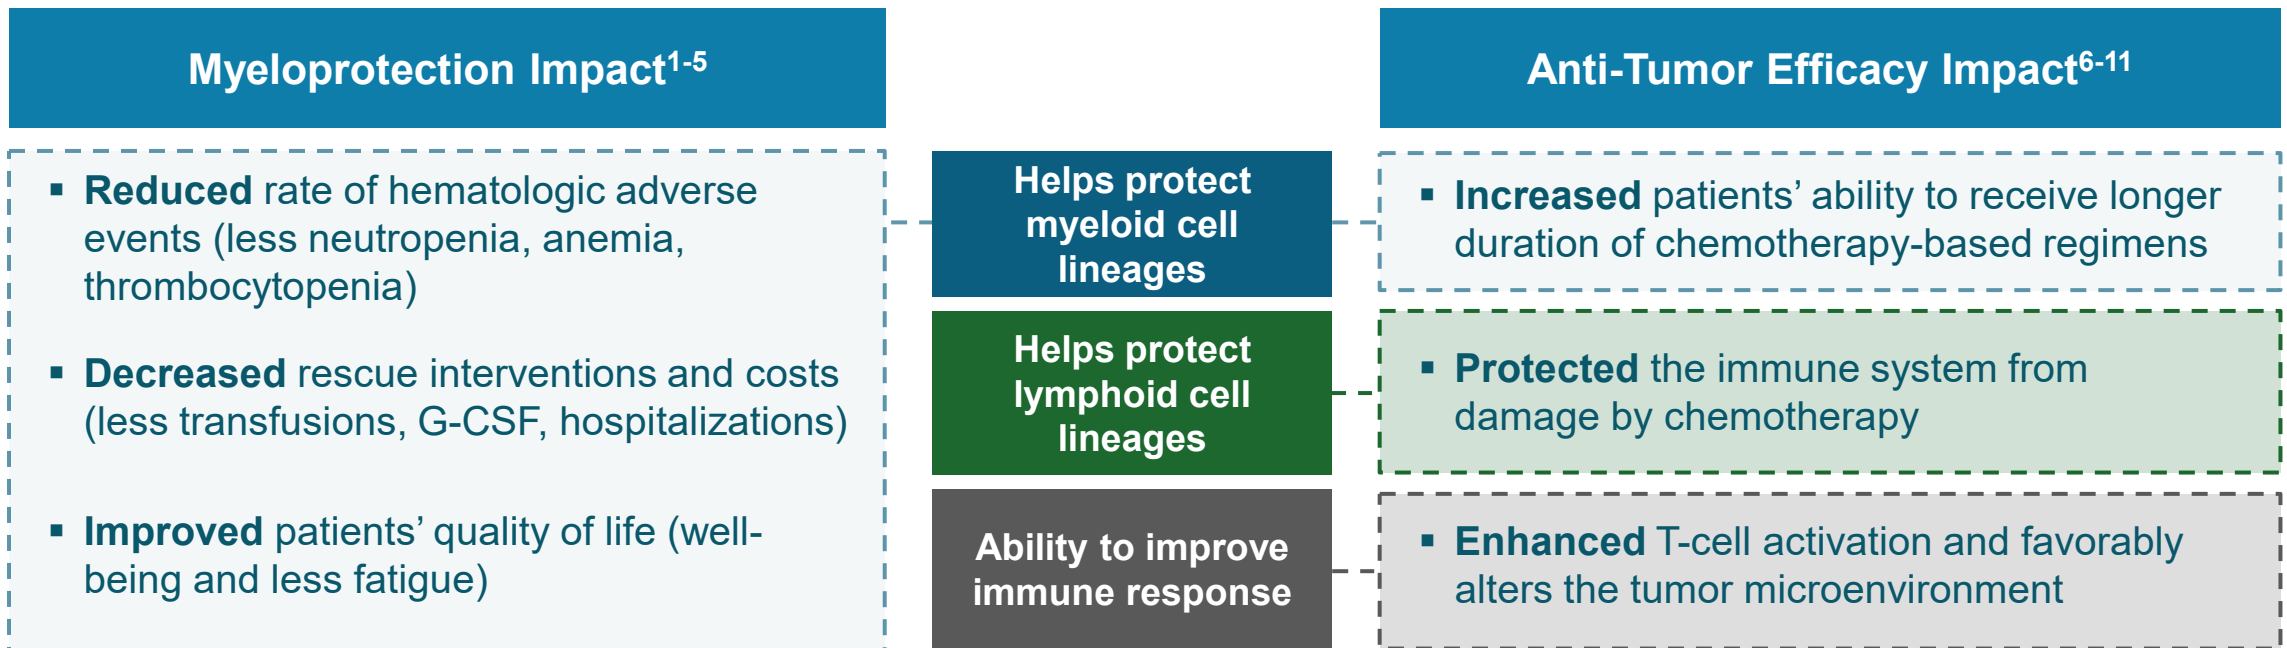 Myeloprotection Impact1-5
▪ Reduced rate of hematologic adverse
events (less neutropenia, anemia,
thrombocytopenia)
▪ Decreased rescue interventions and costs
(less transfusions, G-CSF, hospitalizations)
▪ Improved patients’ quality of life (well-
being and less fatigue)
Helps protect
myeloid cell
lineages
Helps protect
lymphoid cell
lineages
Ability to improve
immune response
Anti-Tumor Efficacy Impact6-11
▪ Increased patients’ ability to receive longer
duration of chemotherapy-based regimens
▪ Protected the immune system from
damage by chemotherapy
▪ Enhanced T-cell activation and favorably
alters the tumor microenvironment